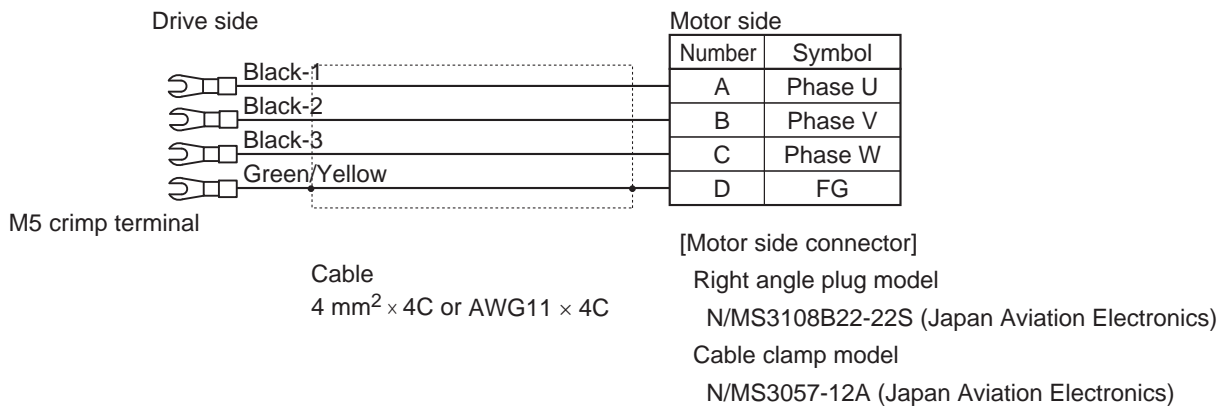 Drive side
Motor side
Number Symbol
Black-1
A Phase U
Black-2
B Phase V
Black-3
C Phase W
Green/Yellow
D FG
M5 crimp terminal
[Motor side connector]
Cable
Right angle plug model
4 mm2 × 4C or AWG11 × 4C
N/MS3108B22-22S (Japan Aviation Electronics)
Cable clamp model
N/MS3057-12A (Japan Aviation Electronics)